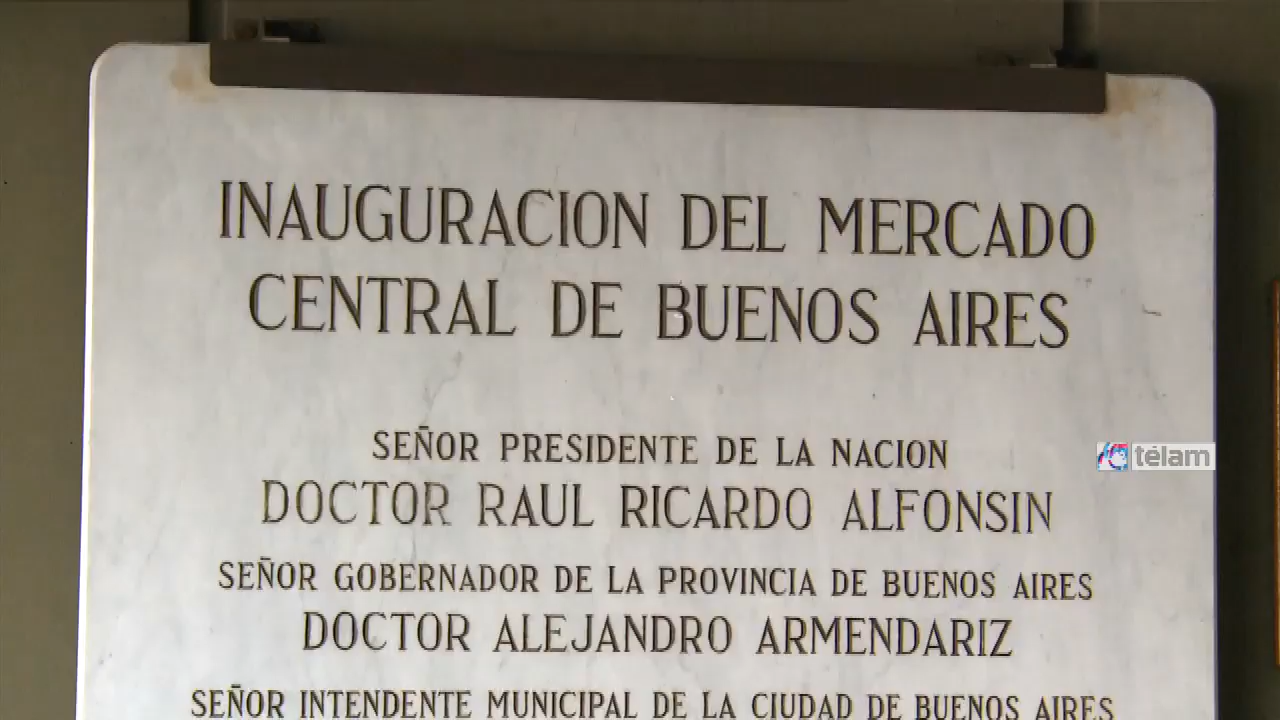 INAUGURACION DEL MERCADO
CENTRAL DE BUENOS AIRES
SEÑOR PRESIDENTE DE LA NACION
DOCTOR RAUL RICARDO ALFONSIN
SEÑOR GOBERNADOR DE LA PROVINCIA DE BUENOS AIRES
DOCTOR ALEJANDRO ARMENDARIZ
SEÑOR INTENDENTE MUNICIPAL DE LA CIUDAD DE BUENOS AIRES
télam